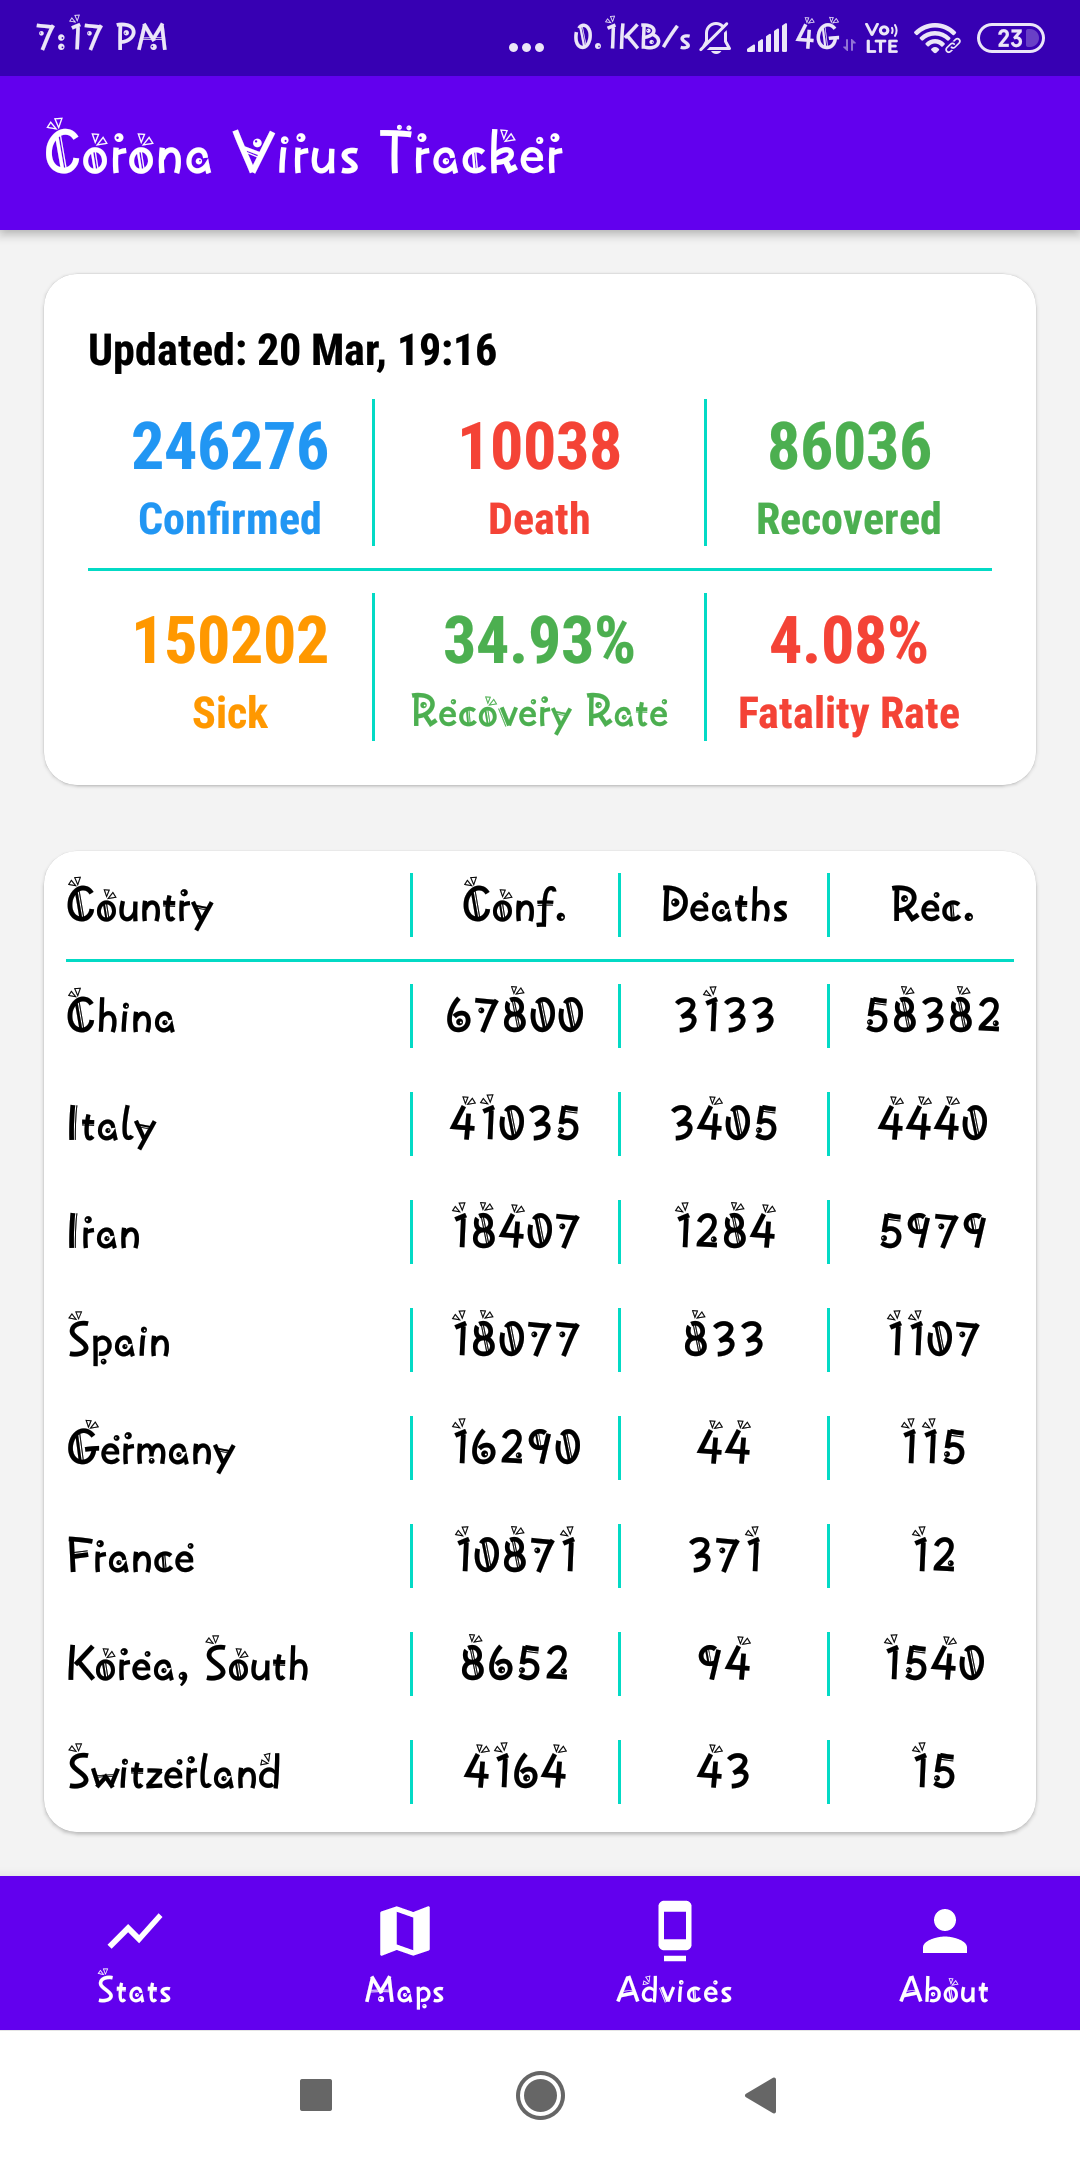 7:17 PM ... 0.1KB/s 4G Vo)) LTE 23
Corona Virus Tracker
Updated: 20 Mar, 19:16
246276 10038 86036
Confirmed Death Recovered
150202 34.93% 4.08%
Sick Recovery Rate Fatality Rate
Country Conf. Deaths Rec.
China 67800 3133 58382
Italy 41035 3405 4440
Iran 18407 1284 5979
Spain 18077 833 1107
Germany 16290 44 115
France 10871 371 12
Korea, South 8652 94 1540
Switzerland 4164 43 15
Stats Maps Advices About